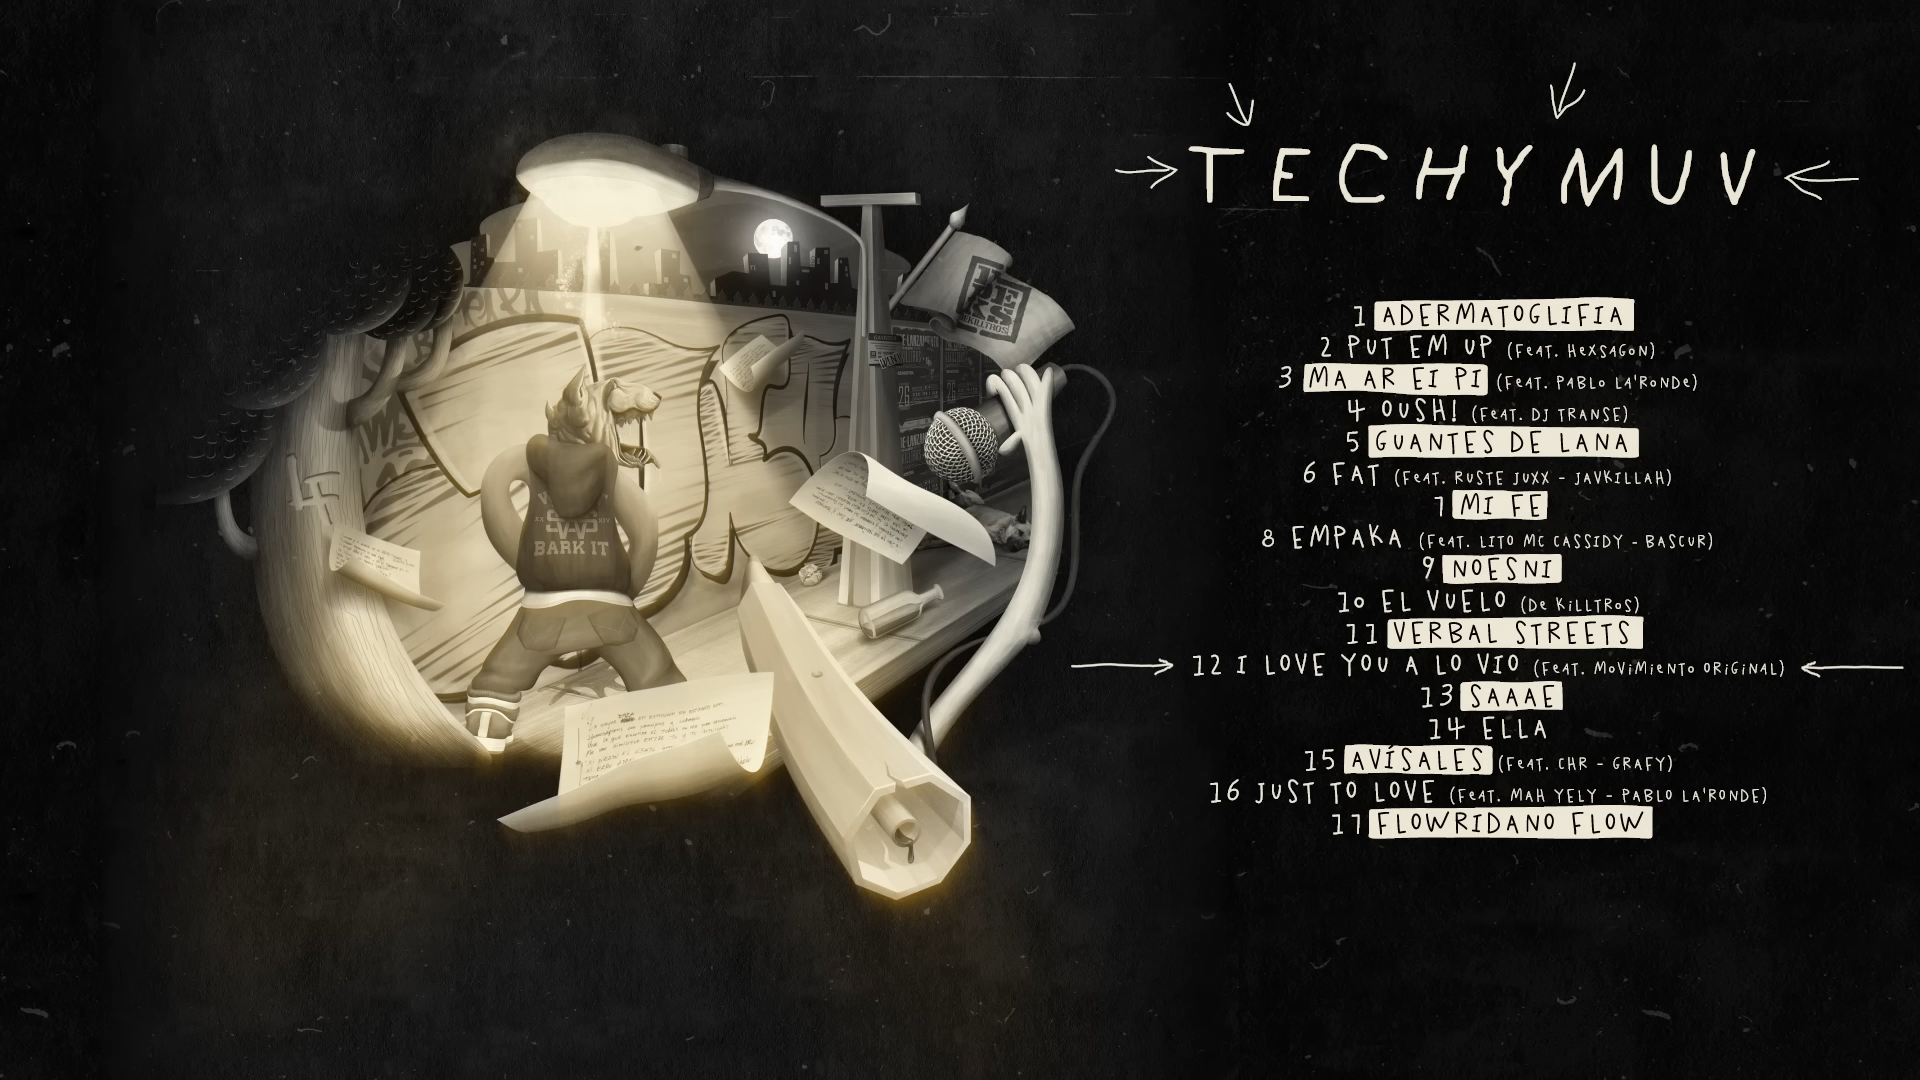 TECHYMUV
1 ADERMATOGLIFIA
2 PUT EM UP (FeAT. HeXSAGON)
3 MA AR EI PI (FeAT. PABLO LA'RONDe)
4 OUSH! (FeAT. DJ TRANSE)
5 GUANTES DE LANA
6 FAT (FeAT. RUSTE JUXX - JAVKILLAH)
7 MI FE
8 EMPAKA (FeAT. LITO MC CASSIDY - BASCUR)
9 NOESNI
10 EL VUELO (De KiLLTRoS)
11 VERBAL STREETS
12 I LOVE YOU A LO VIO (FeAT. MoViMieNTO ORiGiNAL)
13 SAAAE
14 ELLA
15 AVÍSALES (FeAT. CHR - GRAFY)
16 JUST TO LOVE (FeAT. MAH YELY - PABLO LA'RONDE)
17 FLOWRIDANO FLOW
BARK IT